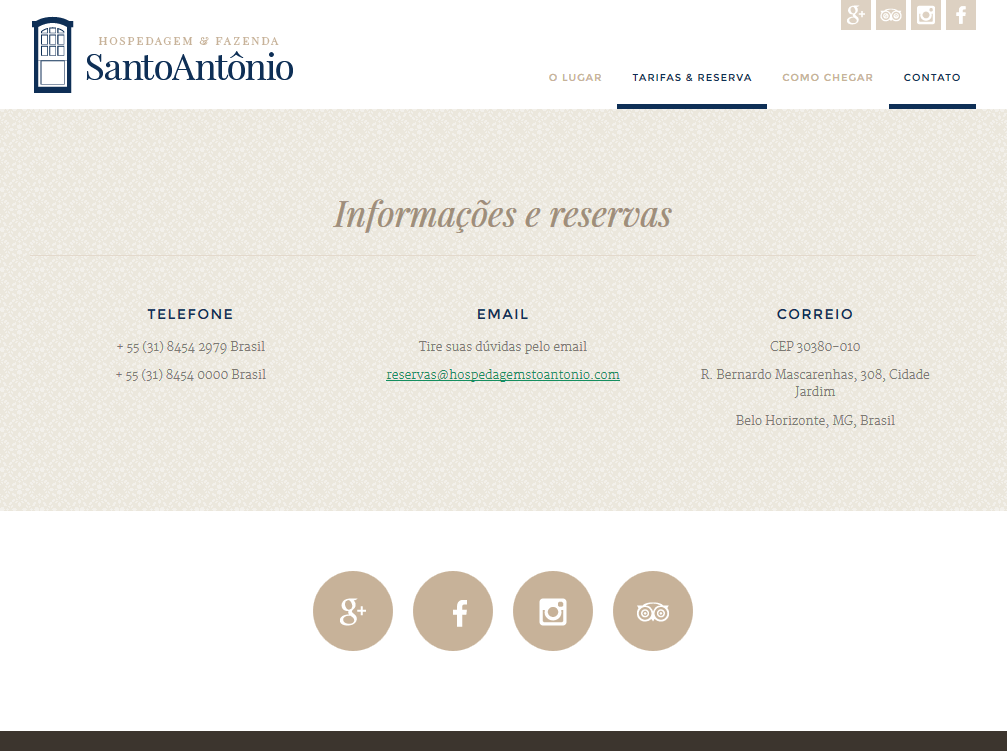 HOSPEDAGEM & FAZENDA
SantoAntônio
O LUGAR
TARIFAS & RESERVA
COMO CHEGAR
CONTATO
Informações e reservas
TELEFONE
+ 55 (31) 8454 2979 Brasil
+ 55 (31) 8454 0000 Brasil
EMAIL
Tire suas dúvidas pelo email
reservas@hospedagemstoantonio.com
CORREIO
CEP 30380-010
R. Bernardo Mascarenhas, 308, Cidade
Jardim
Belo Horizonte, MG, Brasil